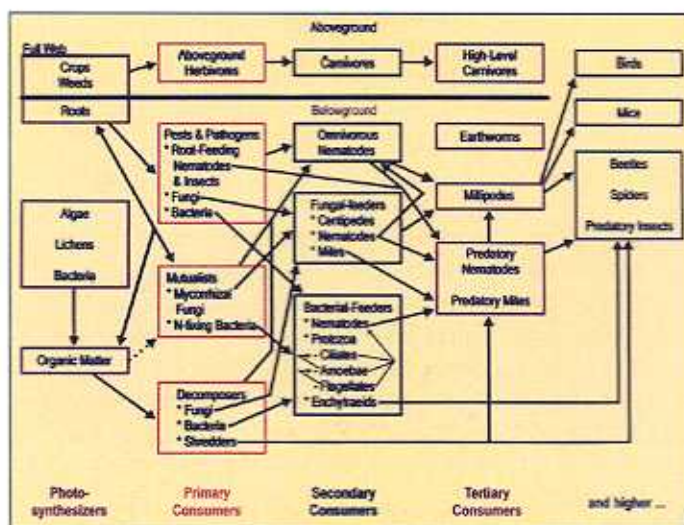 Aboveground
Full Web
Crops
Weeds
Aboveground
Herbivores
Carnivores
High-Level
Carnivores
Birds
Roots
Belowground
Mice
Pests & Pathogens
* Root-Feeding
Nematodes
& Insects
* Fungi
* Bacteria
Omnivorous
Nematodes
Earthworms
Beetles
Spiders
Predatory Insects
Millipodes
Algae
Lichens
Bacteria
Fungal-feeders
* Centipedes
* Nematodes
* Mites
Predatory
Nematodes
Predatory Mites
Mutualists
* Mycorrhizal
Fungi
* N-fixing Bacteria
Bacterial-Feeders
* Nematodes
* Protozoa
- Ciliates
- Amoebae
- Flagellates
* Enchytraeids
Organic Matter
Decomposers
* Fungi
* Bacteria
* Shredders
Photo-
synthesizers
Primary
Consumers
Secondary
Consumers
Tertiary
Consumers
and higher ...